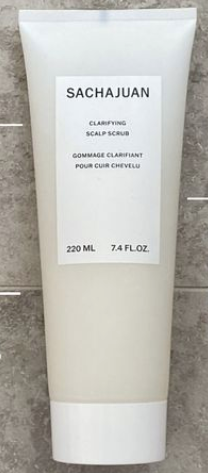 SACHAJUAN
CLARIFYING
SCALP SCRUB
GOMMAGE CLARIFIANT
POUR CUIR CHEVELU
220 ML 7.4 FL.OZ.